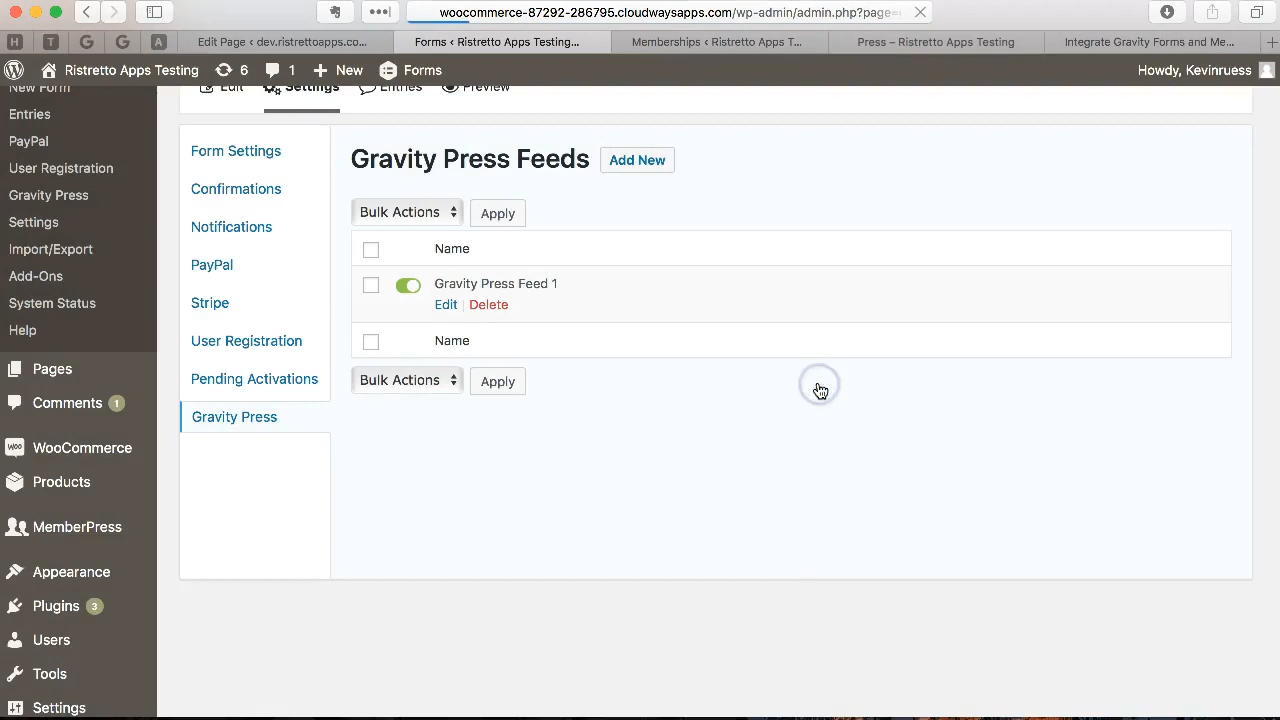 woocommerce-87292-286795.cloudwaysapps.com/wp-admin/admin.php?page=
H T G G A Edit Page ‹ dev.ristrettoapps.co... Forms ‹ Ristretto Apps Testing... Memberships ‹ Ristretto Apps T... Press – Ristretto Apps Testing Integrate Gravity Forms and Me...
Ristretto Apps Testing 6 1 New Forms Howdy, Kevinruess
New Form
Entries
PayPal
User Registration
Gravity Press
Settings
Import/Export
Add-Ons
System Status
Help
Pages
Comments 1
woo WooCommerce
Products
MemberPress
Appearance
Plugins 3
Users
Tools
Settings
Edit Settings Entries Preview
Form Settings
Confirmations
Notifications
PayPal
Stripe
User Registration
Pending Activations
Gravity Press
Gravity Press Feeds Add New
Bulk Actions Apply
Name
Gravity Press Feed 1
Edit | Delete
Name
Bulk Actions Apply